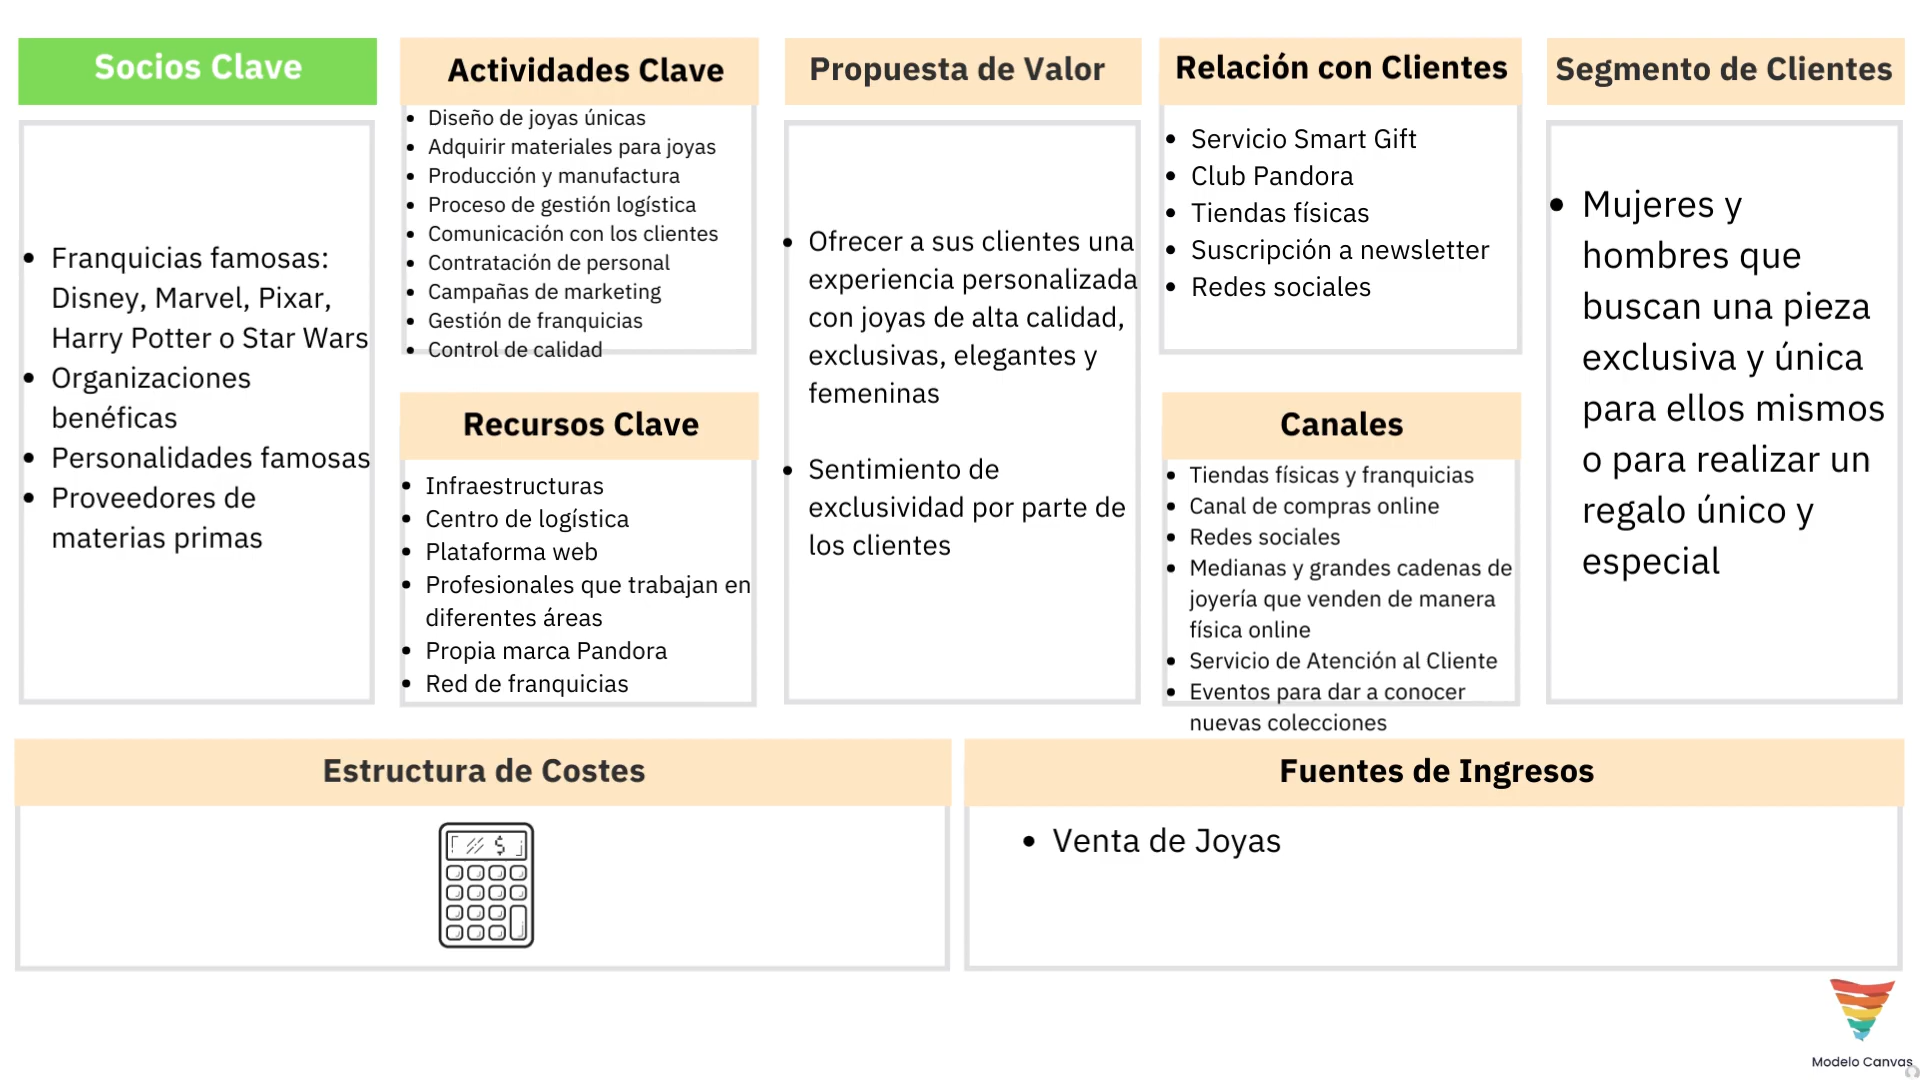 Socios Clave
Franquicias famosas:
Disney, Marvel, Pixar,
Harry Potter o Star Wars
Organizaciones
benéficas
Personalidades famosas
Proveedores de
materias primas
Actividades Clave
Diseño de joyas únicas
Adquirir materiales para joyas
Producción y manufactura
Proceso de gestión logística
Comunicación con los clientes
Contratación de personal
Campañas de marketing
Gestión de franquicias
Control de calidad
Recursos Clave
Infraestructuras
Centro de logística
Plataforma web
Profesionales que trabajan en
diferentes áreas
Propia marca Pandora
Red de franquicias
Propuesta de Valor
Ofrecer a sus clientes una
experiencia personalizada
con joyas de alta calidad,
exclusivas, elegantes y
femeninas
Sentimiento de
exclusividad por parte de
los clientes
Relación con Clientes
Servicio Smart Gift
Club Pandora
Tiendas físicas
Suscripción a newsletter
Redes sociales
Canales
Tiendas físicas y franquicias
Canal de compras online
Redes sociales
Medianas y grandes cadenas de
joyería que venden de manera
física online
Servicio de Atención al Cliente
Eventos para dar a conocer
nuevas colecciones
Segmento de Clientes
Mujeres y
hombres que
buscan una pieza
exclusiva y única
para ellos mismos
o para realizar un
regalo único y
especial
Estructura de Costes
$
Fuentes de Ingresos
Venta de Joyas
Modelo Canvas